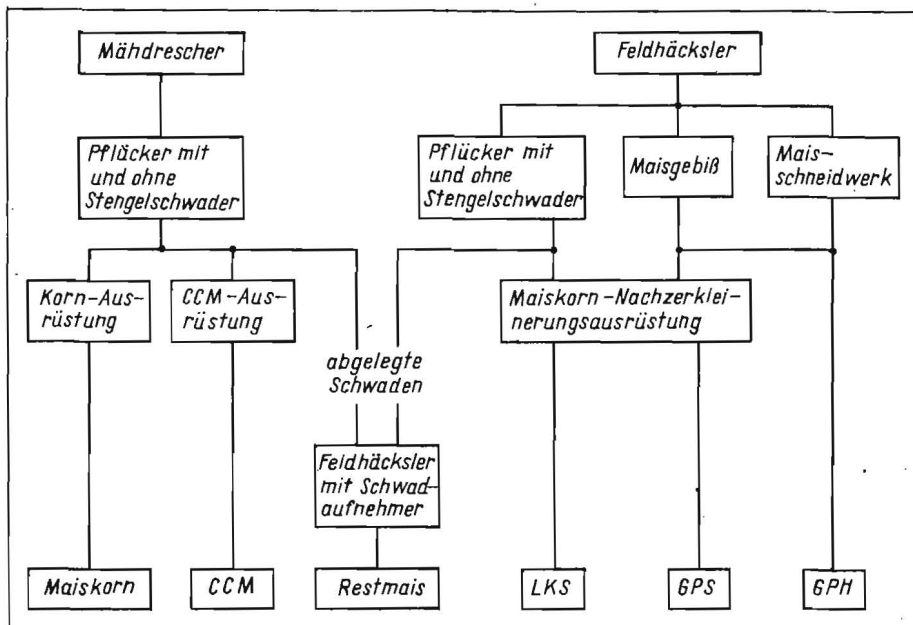 Mähdrescher
Feldhäcksler
Pflücker mit
und ohne
Stengelschwader
Pflücker mit
und ohne
Stengelschwader
Maisgebiß
Mais-
schneidwerk
Korn-Aus-
rüstung
CCM-Aus-
rüstung
Maiskorn-Nachzerklei-
nerungsausrüstung
abgelegte
Schwaden
Feldhäcksler
mit Schwad-
aufnehmer
Maiskorn
CCM
Restmais
LKS
GPS
GPH